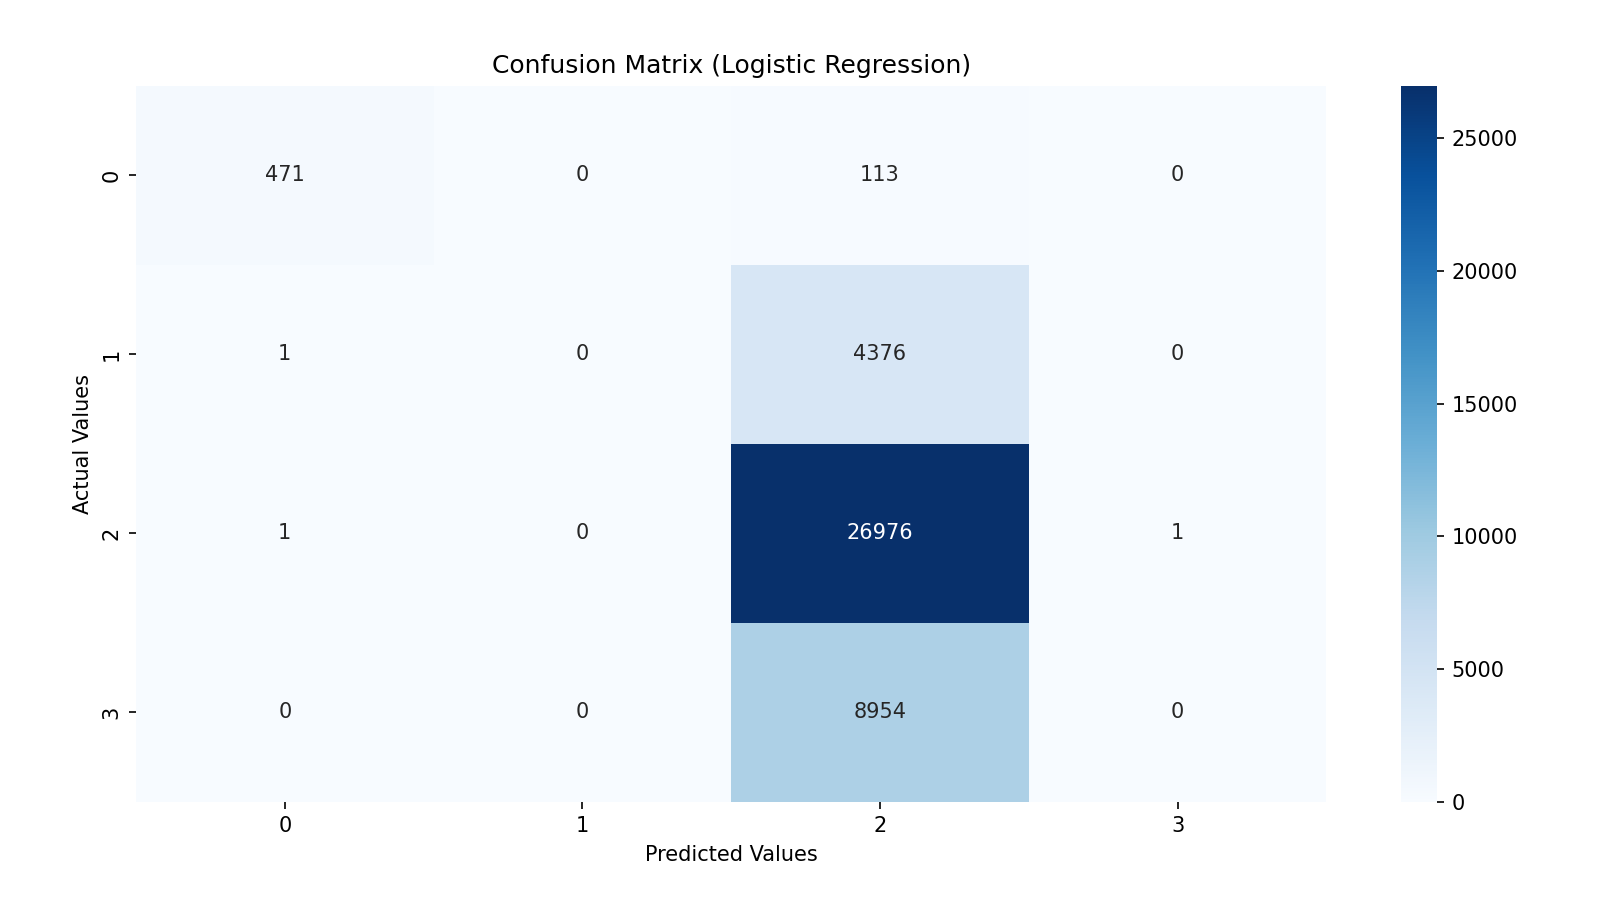 Confusion Matrix (Logistic Regression)
0 471 0 113 0
1 1 0 4376 0
2 1 0 26976 1
3 0 0 8954 0
0 1 2 3
Actual Values
Predicted Values
25000
20000
15000
10000
5000
0